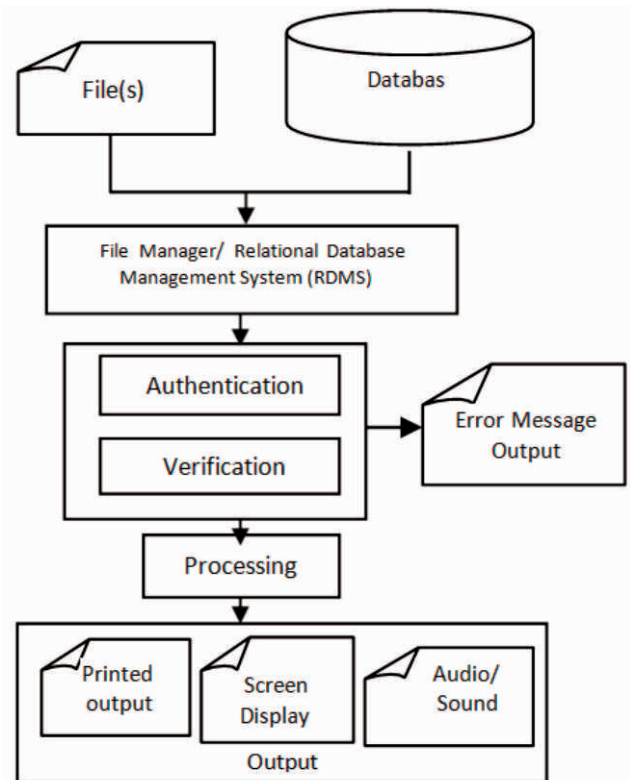 File(s)
Databas
File Manager/ Relational Database
Management System (RDMS)
Authentication
Verification
Error Message
Output
Processing
Printed
output
Screen
Display
Audio/
Sound
Output